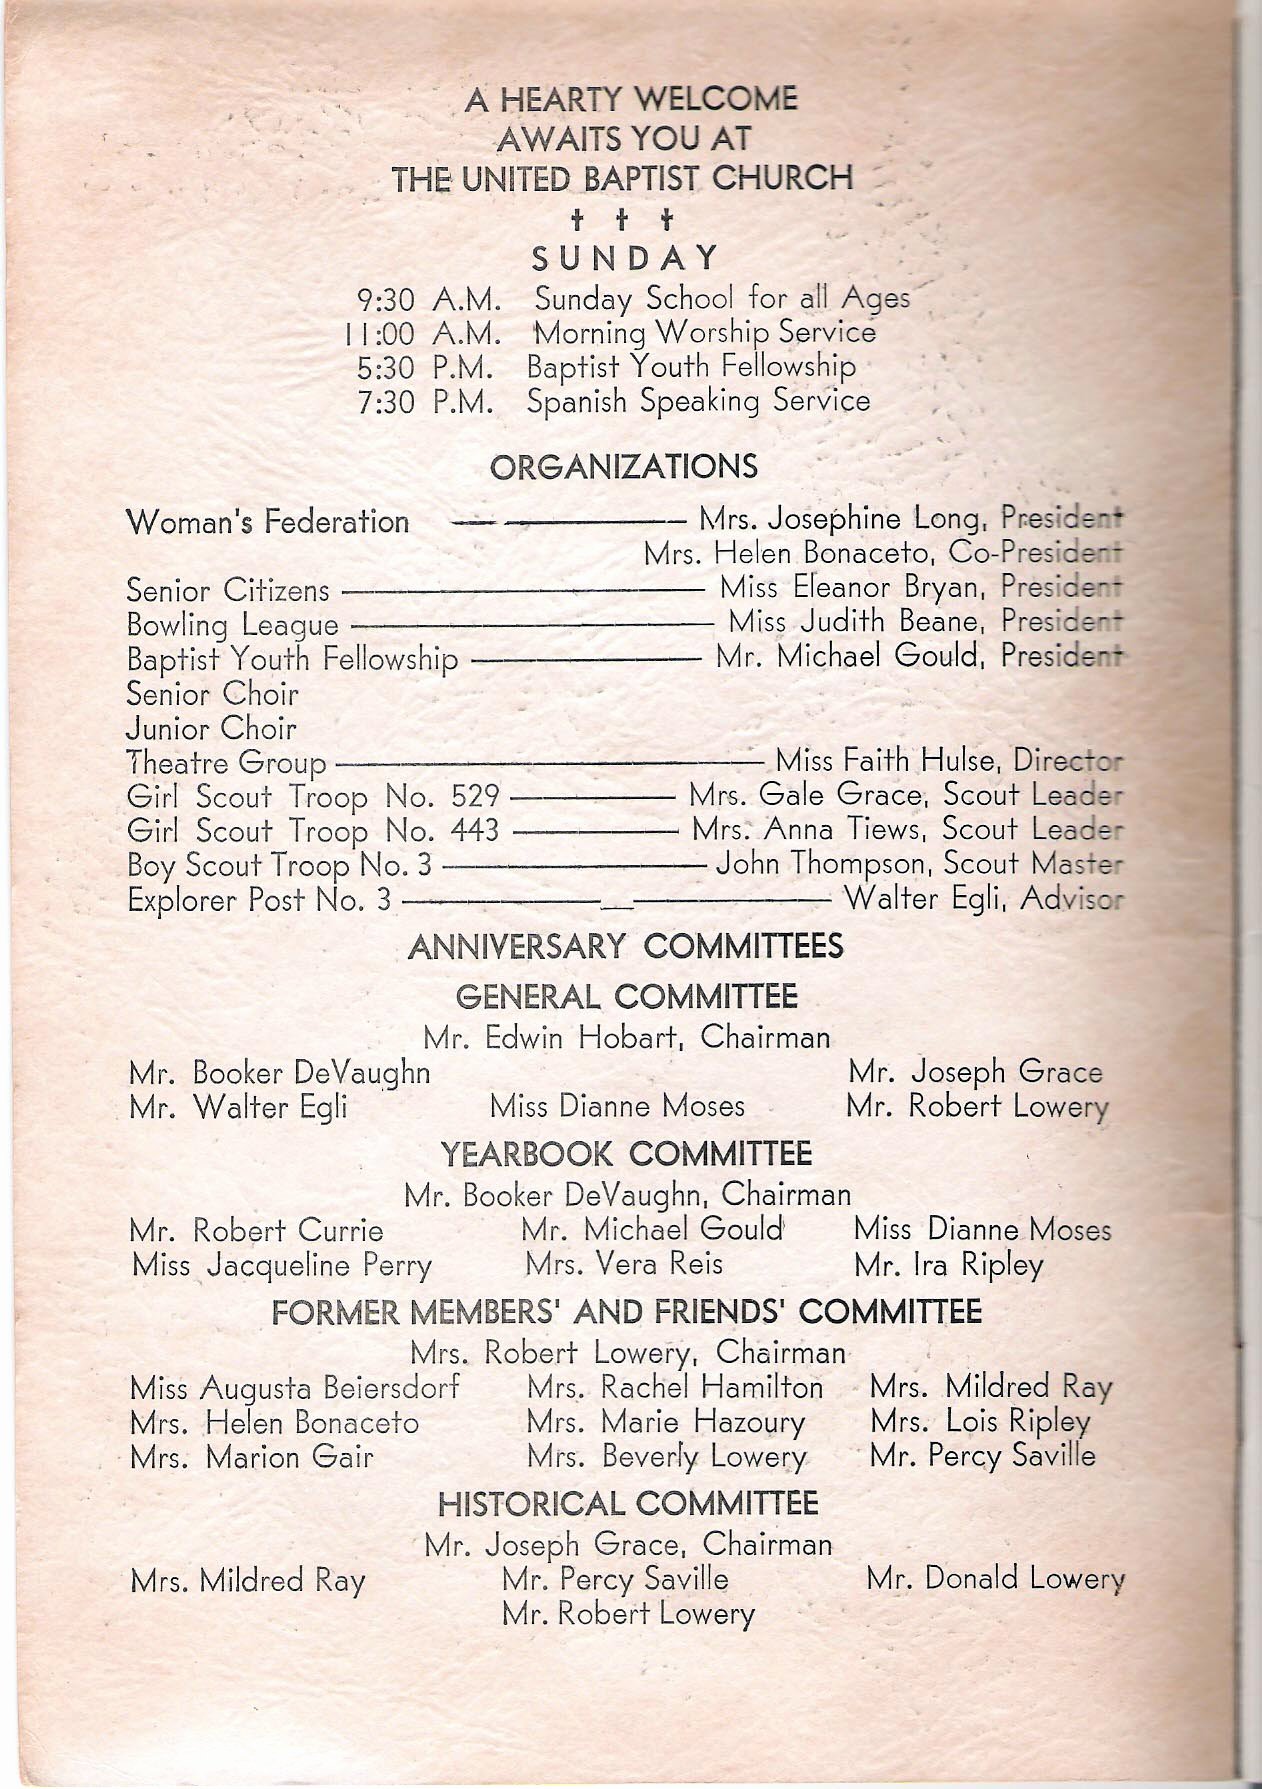 A HEARTY WELCOME
AWAITS YOU AT
THE UNITED BAPTIST CHURCH
† † †
SUNDAY
9:30 A.M. Sunday School for all Ages
11:00 A.M. Morning Worship Service
5:30 P.M. Baptist Youth Fellowship
7:30 P.M. Spanish Speaking Service
ORGANIZATIONS
Woman's Federation — Mrs. Josephine Long, President
Mrs. Helen Bonaceto, Co-President
Senior Citizens — Miss Eleanor Bryan, President
Bowling League — Miss Judith Beane, President
Baptist Youth Fellowship — Mr. Michael Gould, President
Senior Choir
Junior Choir
Theatre Group — Miss Faith Hulse, Director
Girl Scout Troop No. 529 — Mrs. Gale Grace, Scout Leader
Girl Scout Troop No. 443 — Mrs. Anna Tiews, Scout Leader
Boy Scout Troop No. 3 — John Thompson, Scout Master
Explorer Post No. 3 — Walter Egli, Advisor
ANNIVERSARY COMMITTEES
GENERAL COMMITTEE
Mr. Edwin Hobart, Chairman
Mr. Booker DeVaughn Mr. Joseph Grace
Mr. Walter Egli Miss Dianne Moses Mr. Robert Lowery
YEARBOOK COMMITTEE
Mr. Booker DeVaughn, Chairman
Mr. Robert Currie Mr. Michael Gould Miss Dianne Moses
Miss Jacqueline Perry Mrs. Vera Reis Mr. Ira Ripley
FORMER MEMBERS' AND FRIENDS' COMMITTEE
Mrs. Robert Lowery, Chairman
Miss Augusta Beiersdorf Mrs. Rachel Hamilton Mrs. Mildred Ray
Mrs. Helen Bonaceto Mrs. Marie Hazoury Mrs. Lois Ripley
Mrs. Marion Gair Mrs. Beverly Lowery Mr. Percy Saville
HISTORICAL COMMITTEE
Mr. Joseph Grace, Chairman
Mrs. Mildred Ray Mr. Percy Saville Mr. Donald Lowery
Mr. Robert Lowery